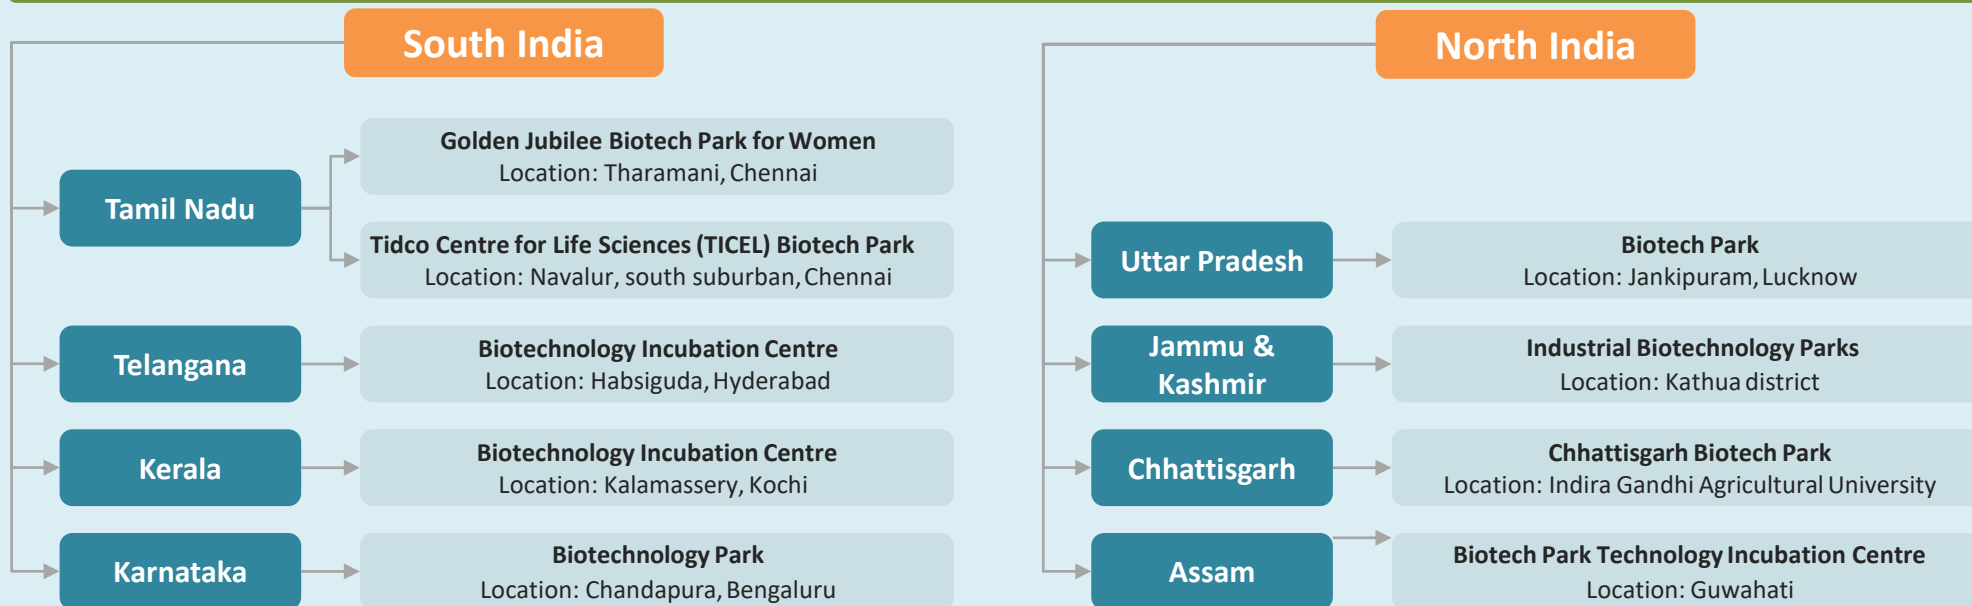 South India
Tamil Nadu
Golden Jubilee Biotech Park for Women
Location: Tharamani, Chennai
Tidco Centre for Life Sciences (TICEL) Biotech Park
Location: Navalur, south suburban, Chennai
Telangana
Biotechnology Incubation Centre
Location: Habsiguda, Hyderabad
Kerala
Biotechnology Incubation Centre
Location: Kalamassery, Kochi
Karnataka
Biotechnology Park
Location: Chandapura, Bengaluru
North India
Uttar Pradesh
Biotech Park
Location: Jankipuram, Lucknow
Jammu &
Kashmir
Industrial Biotechnology Parks
Location: Kathua district
Chhattisgarh
Chhattisgarh Biotech Park
Location: Indira Gandhi Agricultural University
Assam
Biotech Park Technology Incubation Centre
Location: Guwahati